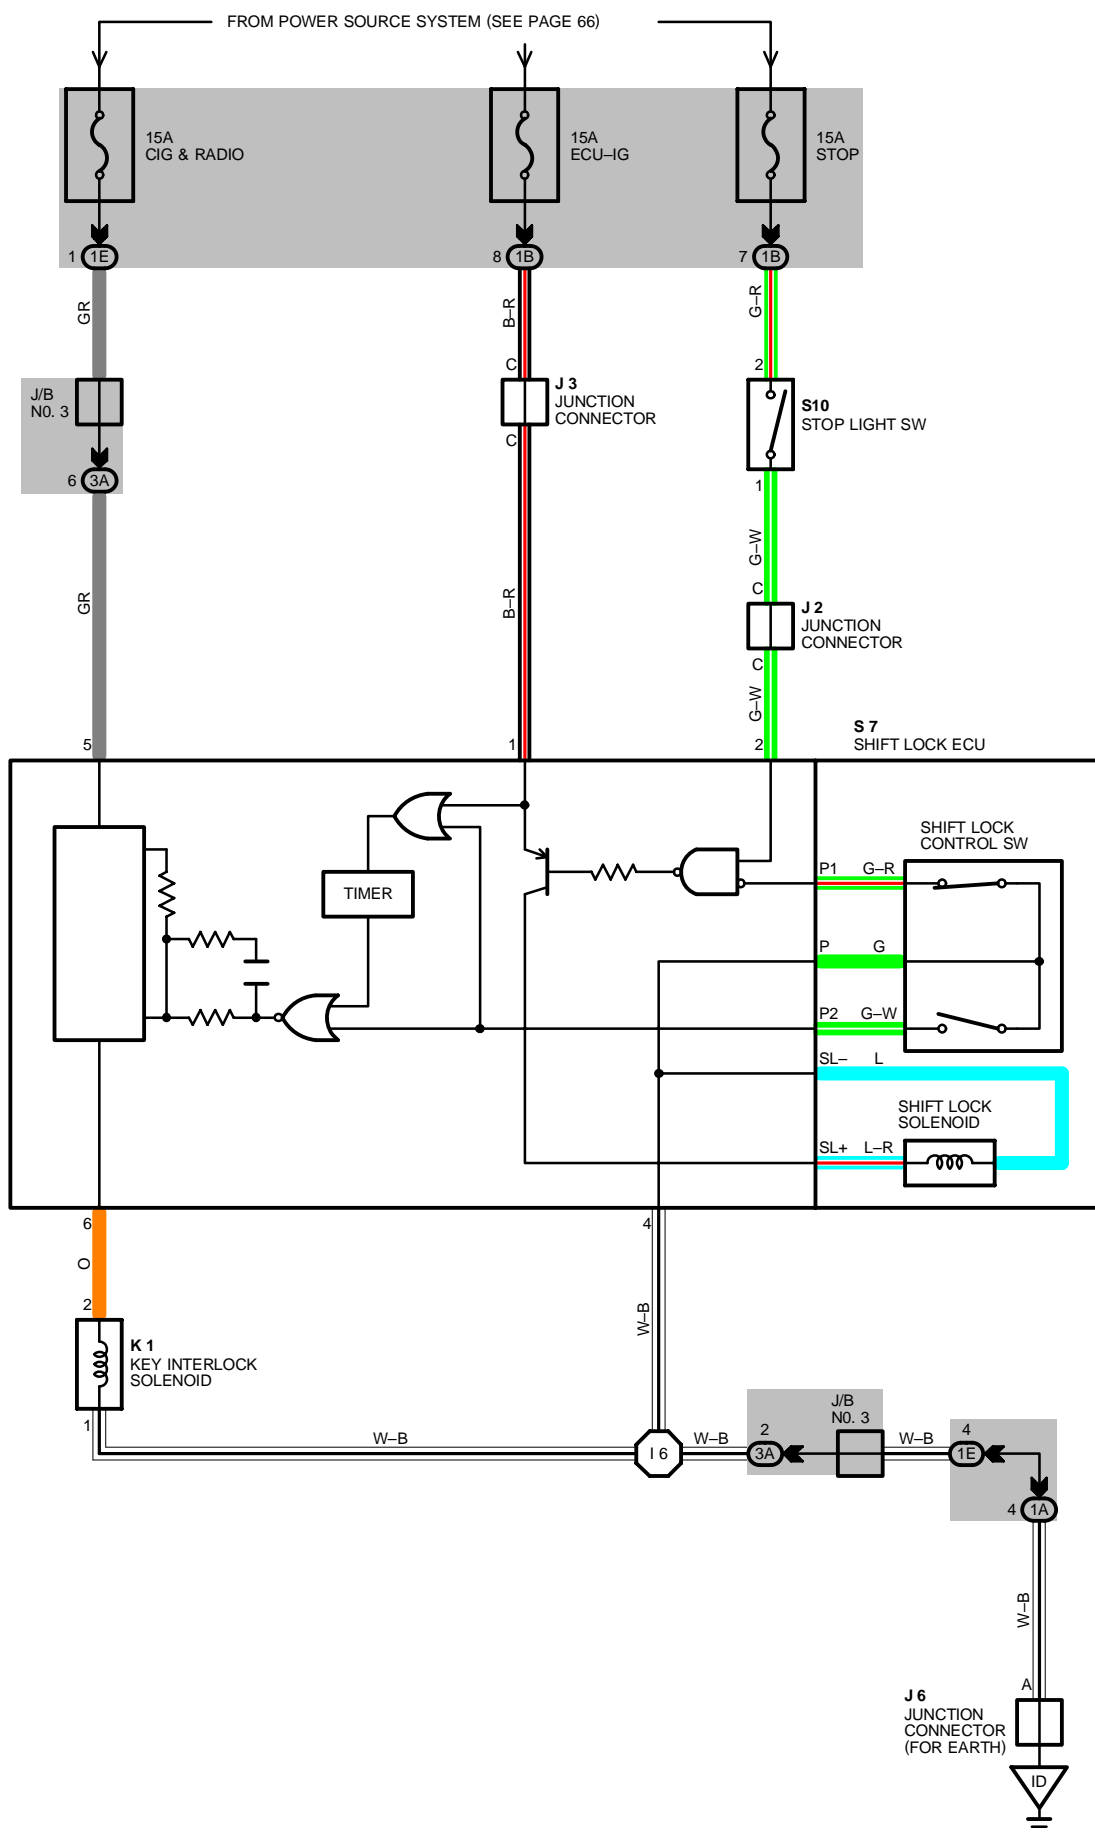 FROM POWER SOURCE SYSTEM (SEE PAGE 66)
15A
CIG & RADIO
15A
ECU–IG
15A
STOP
1 1E
8 1B
7 1B
GR
B–R
G–R
C
2
J/B
N0. 3
J 3
JUNCTION
CONNECTOR
S10
STOP LIGHT SW
C
6 3A
1
GR
B–R
G–W
C
J 2
JUNCTION
CONNECTOR
C
G–W
5
1
2
S 7
SHIFT LOCK ECU
SHIFT LOCK
CONTROL SW
TIMER
P1 G–R
P G
P2 G–W
SL– L
SHIFT LOCK
SOLENOID
SL+ L–R
6
4
O
2
W–B
K 1
KEY INTERLOCK
SOLENOID
1
W–B
I 6
W–B
2
3A
J/B
N0. 3
W–B
4
1E
4 1A
W–B
A
J 6
JUNCTION
CONNECTOR
(FOR EARTH)
ID